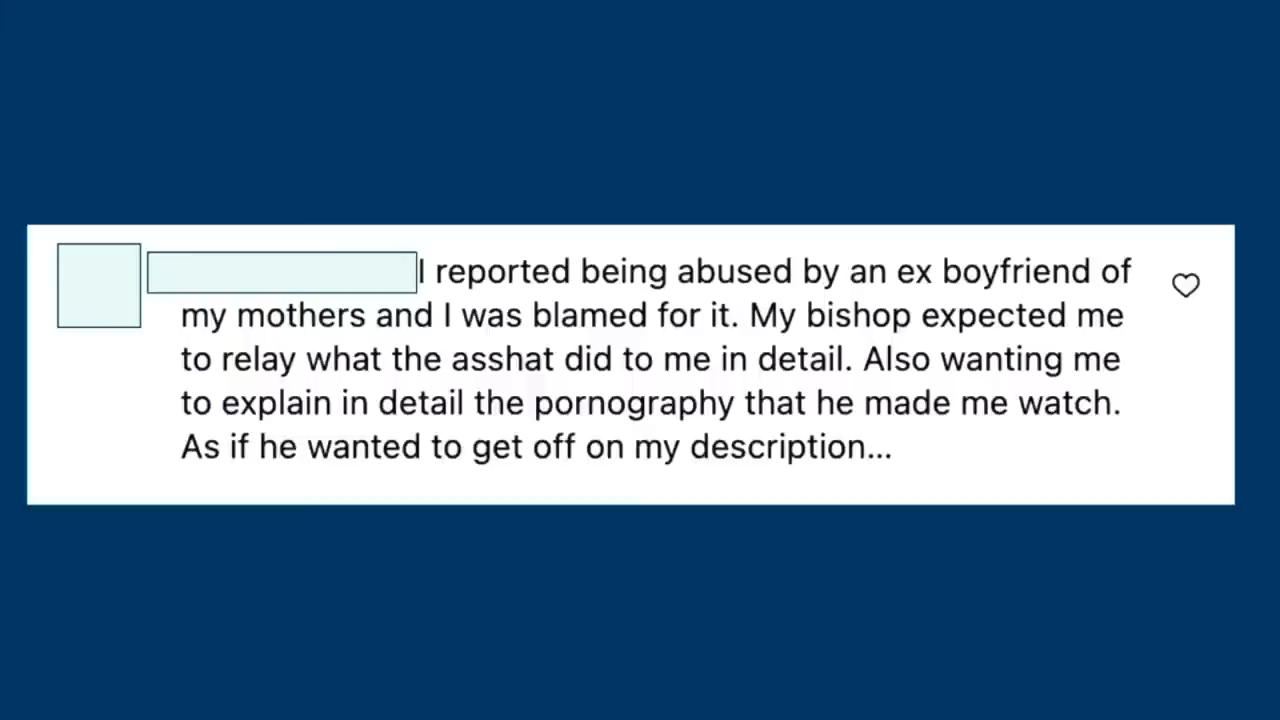 I reported being abused by an ex boyfriend of
my mothers and I was blamed for it. My bishop expected me
to relay what the asshat did to me in detail. Also wanting me
to explain in detail the pornography that he made me watch.
As if he wanted to get off on my description...